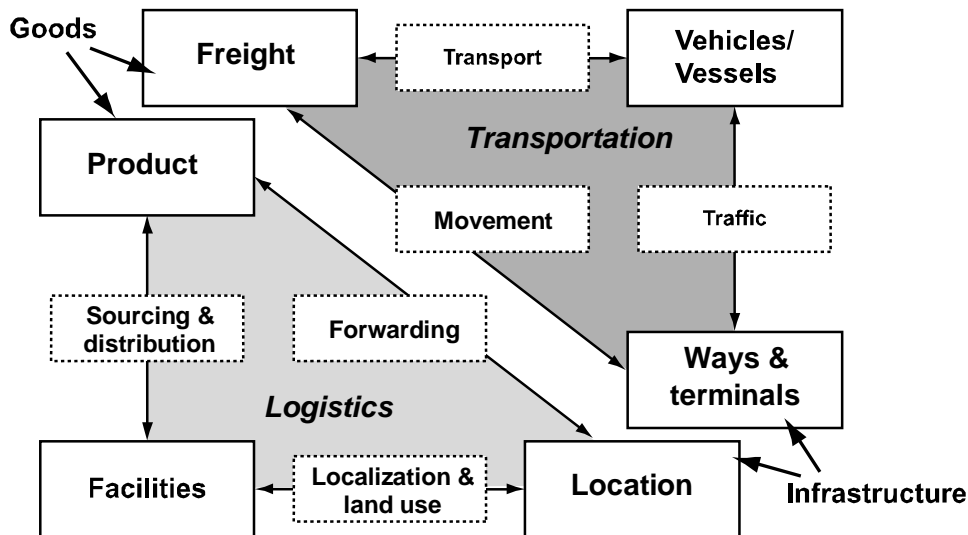 Goods
Freight
Transport
Vehicles/
Vessels
Transportation
Product
Movement
Traffic
Sourcing &
distribution
Forwarding
Ways &
terminals
Logistics
Facilities
Localization &
land use
Location
Infrastructure